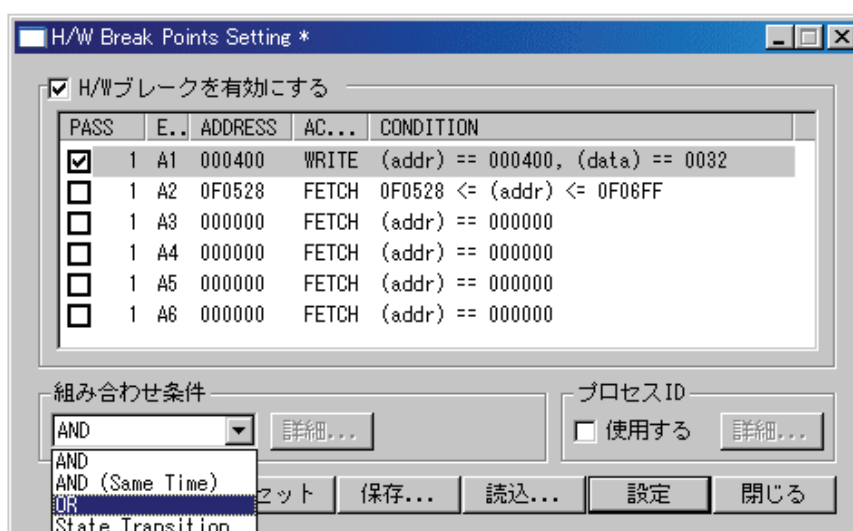 H/W Break Points Setting *
H/Wブレークを有効にする
PASS E.. ADDRESS AC... CONDITION
1 A1 000400 WRITE (addr) == 000400, (data) == 0032
1 A2 0F0528 FETCH 0F0528 <= (addr) <= 0F06FF
1 A3 000000 FETCH (addr) == 000000
1 A4 000000 FETCH (addr) == 000000
1 A5 000000 FETCH (addr) == 000000
1 A6 000000 FETCH (addr) == 000000
組み合わせ条件 プロセスID
AND 詳細... 使用する 詳細...
AND
AND (Same Time)
OR
State Transition
セット 保存... 読込... 設定 閉じる